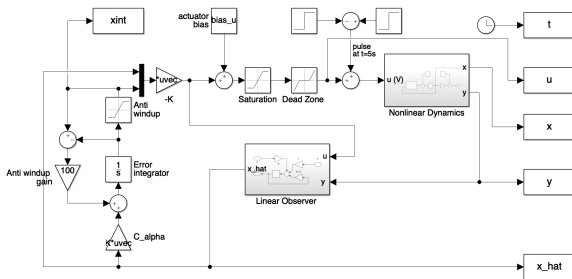 xint
actuator
bias
bias_u
pulse
at t=5s
t
u
x
y
x_hat
*uvec
-K
Saturation
Dead Zone
u (V)
x
y
Nonlinear Dynamics
Anti
windup
Anti windup
gain
100
1
s
Error
integrator
x_hat
u
y
Linear Observer
K*uvec
C_alpha